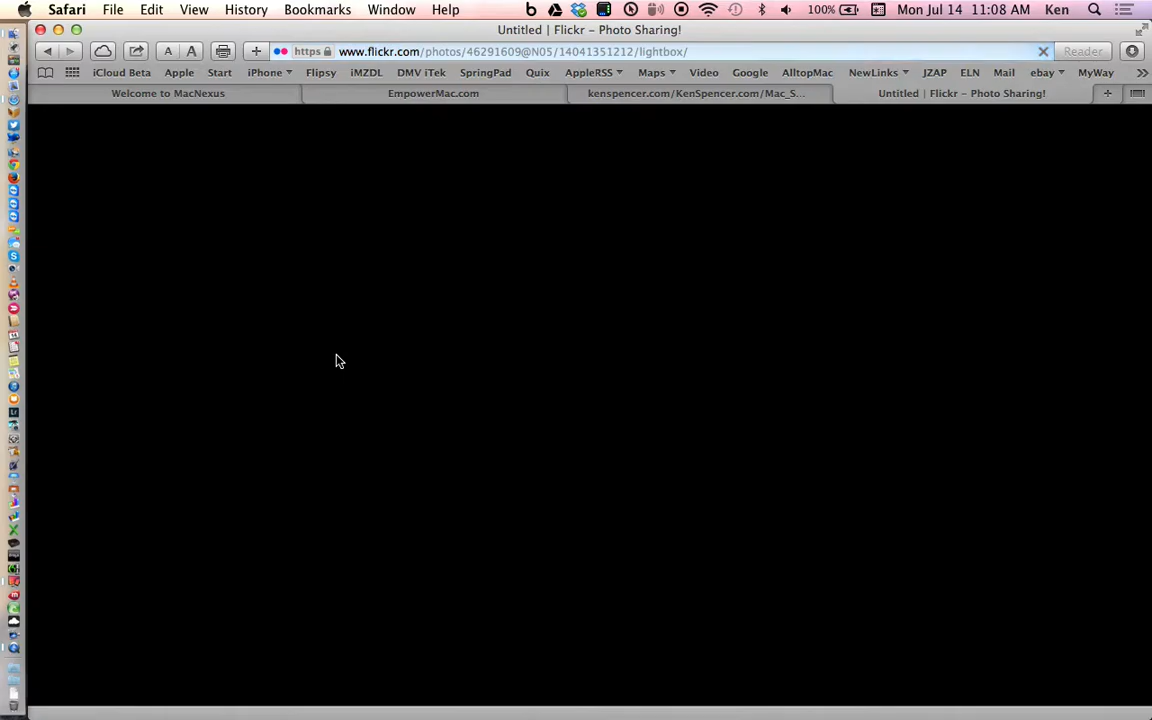 Safari File Edit View History Bookmarks Window Help 100% Mon Jul 14 11:08 AM Ken
Untitled | Flickr – Photo Sharing!
A A + https www.flickr.com/photos/46291609@N05/14041351212/lightbox/ Reader
iCloud Beta Apple Start iPhone Flipsy iMZDL DMV iTek SpringPad Quix AppleRSS Maps Video Google AlltopMac NewLinks JZAP ELN Mail ebay MyWay
Welcome to MacNexus EmpowerMac.com kenspencer.com/KenSpencer.com/Mac_S... Untitled | Flickr – Photo Sharing! +